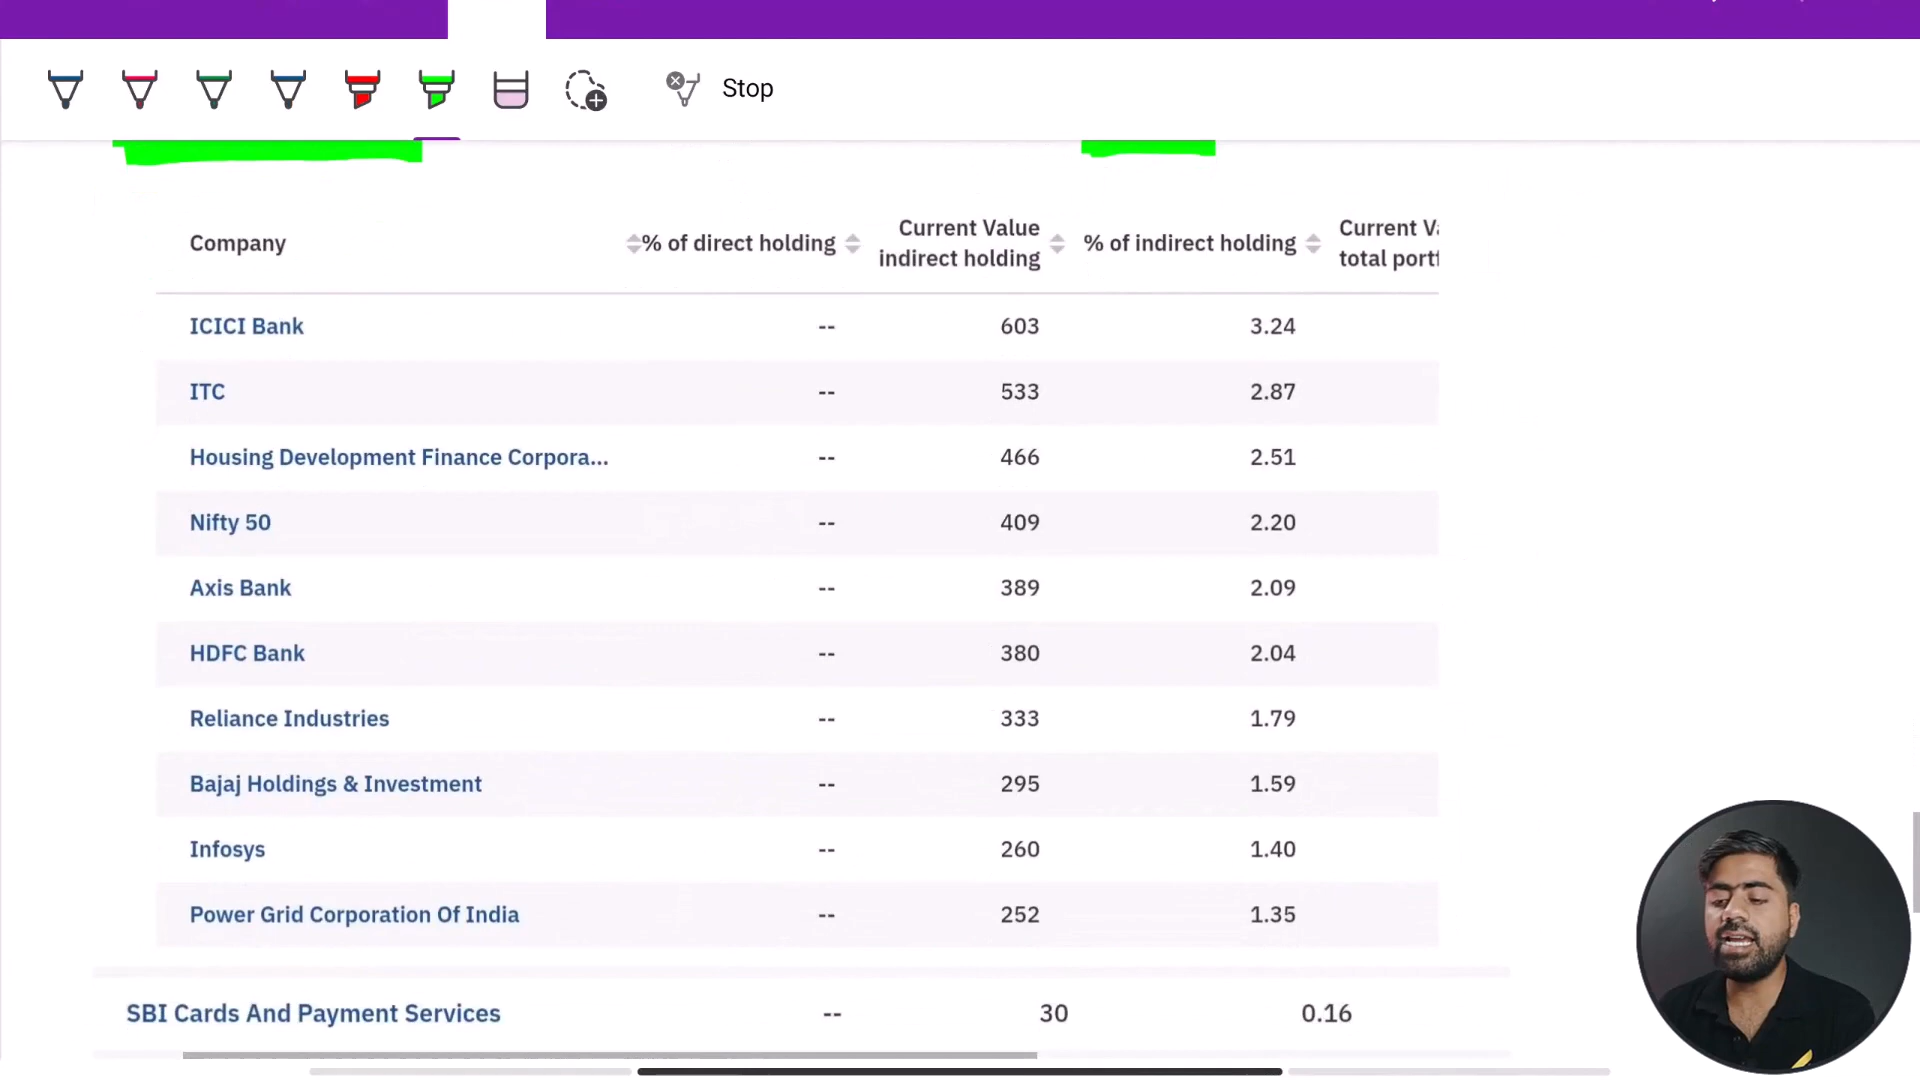 Stop
Company % of direct holding Current Value indirect holding % of indirect holding Current V total port
ICICI Bank -- 603 3.24
ITC -- 533 2.87
Housing Development Finance Corpora... -- 466 2.51
Nifty 50 -- 409 2.20
Axis Bank -- 389 2.09
HDFC Bank -- 380 2.04
Reliance Industries -- 333 1.79
Bajaj Holdings & Investment -- 295 1.59
Infosys -- 260 1.40
Power Grid Corporation Of India -- 252 1.35
SBI Cards And Payment Services -- 30 0.16